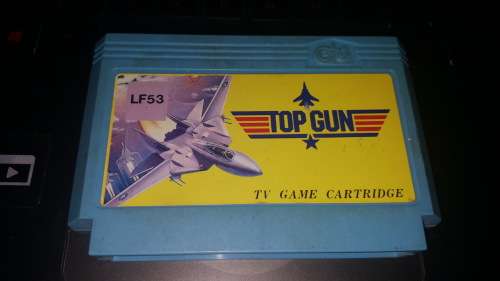 LF53
TOP GUN
TV GAME CARTRIDGE